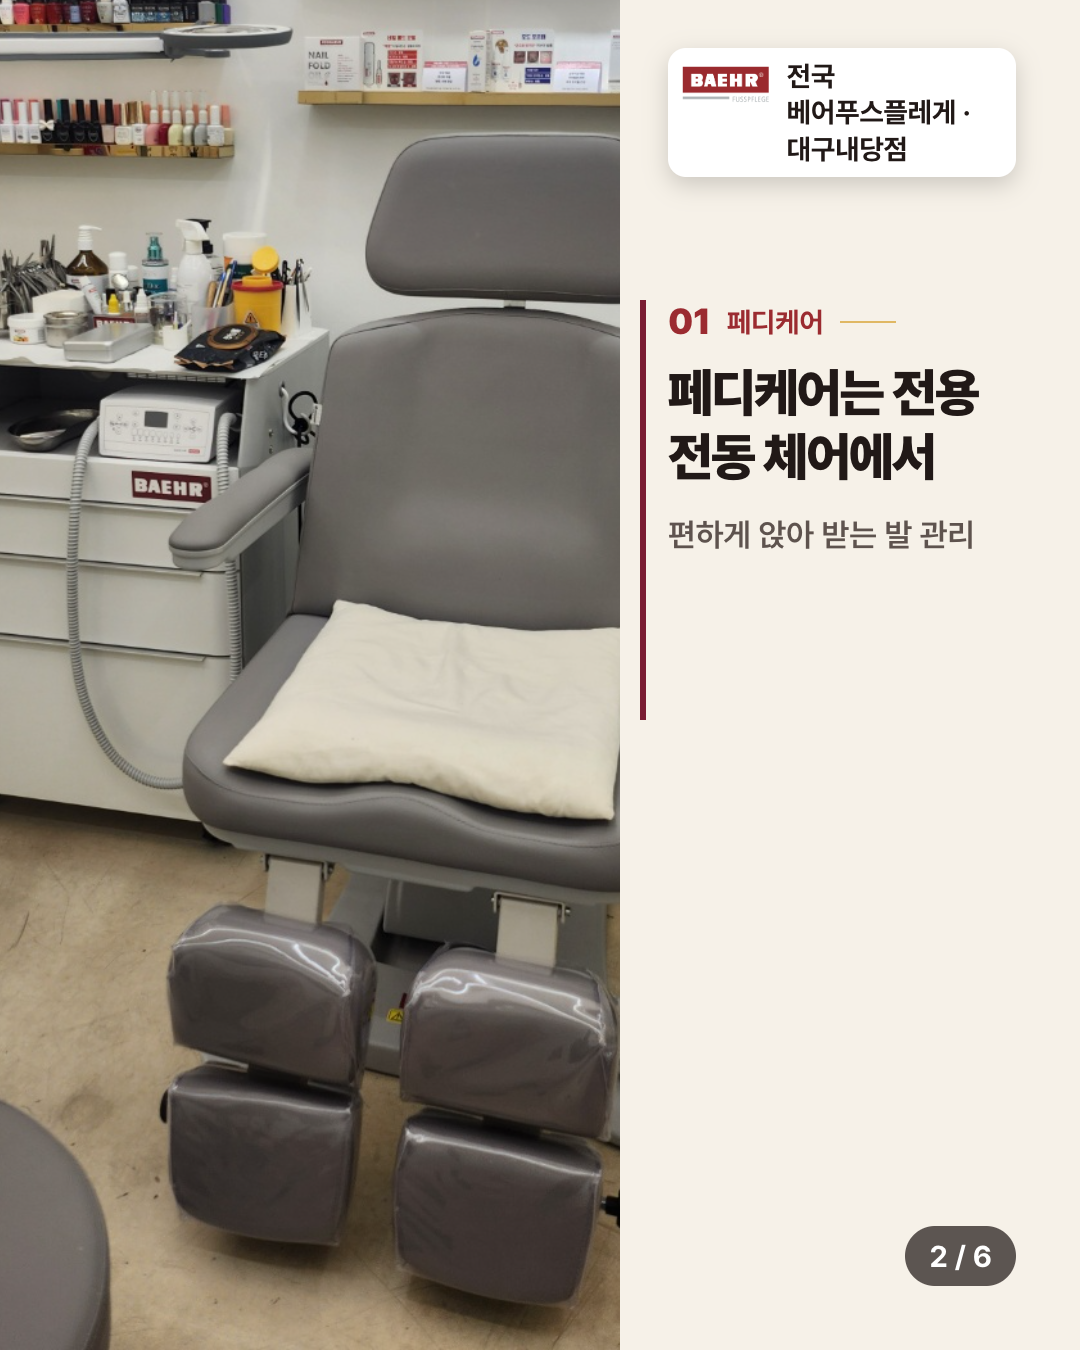 NAIL
FOLD
BAEHR
BAEHR
FUSSPFLEGE
전국
베어푸스플레게 ·
대구내당점
01 페디케어
페디케어는 전용
전동 체어에서
편하게 앉아 받는 발 관리
2 / 6